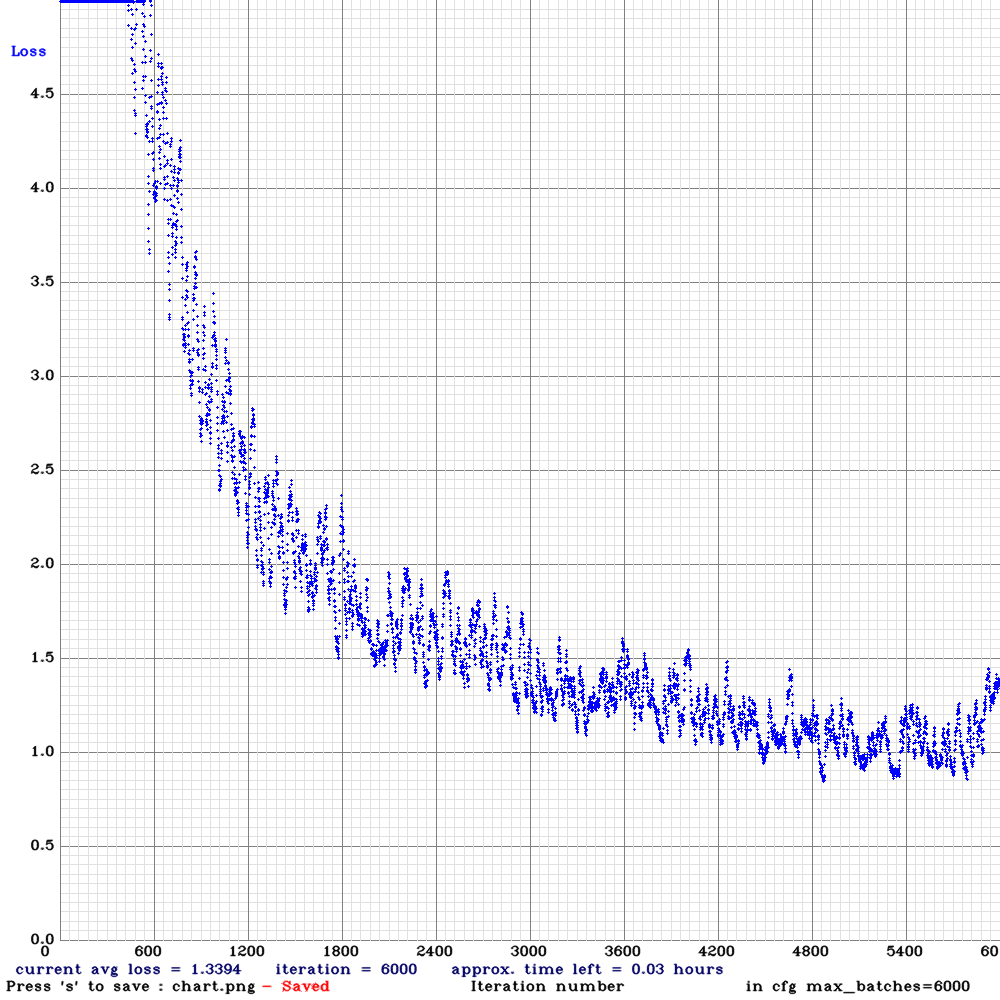 Loss
4.5
4.0
3.5
3.0
2.5
2.0
1.5
1.0
0.5
0.0
0 600 1200 1800 2400 3000 3600 4200 4800 5400 60
current avg loss = 1.3394 iteration = 6000 approx. time left = 0.03 hours
Press 's' to save : chart.png - Saved Iteration number in cfg max_batches=6000